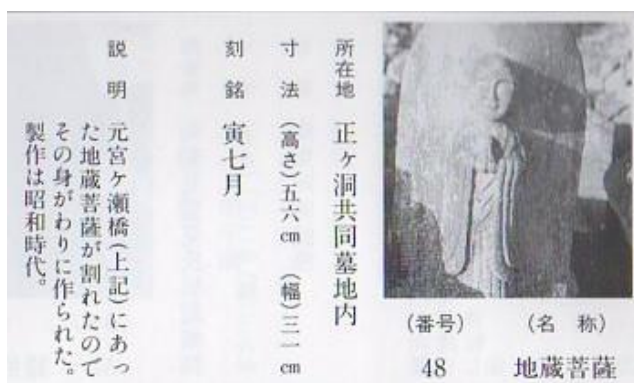 (名 称) 地蔵菩薩
(番号) 48
所在地 正ヶ洞共同墓地内
寸 法 (高さ)五六cm (幅)三一cm
刻 銘 寅七月
説 明 元宮ヶ瀬橋(上記)にあっ
た地蔵菩薩が割れたので
その身がわりに作られた。
製作は昭和時代。